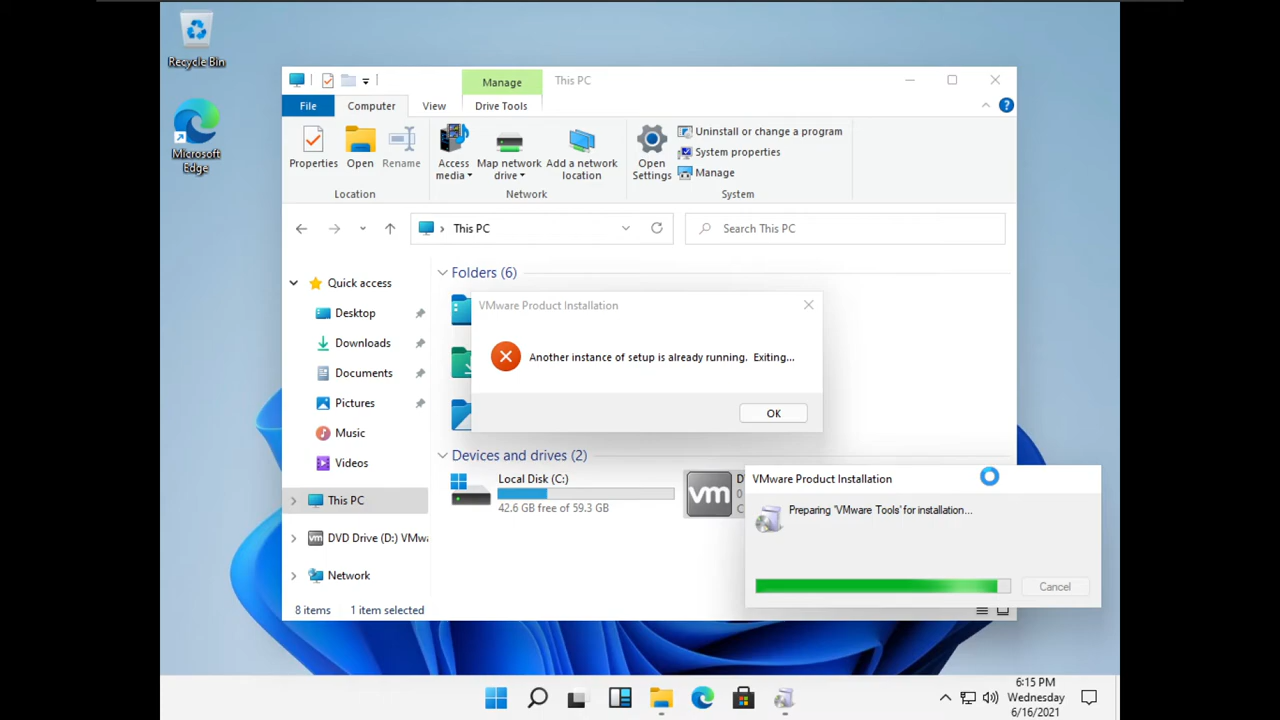 Recycle Bin
Microsoft
Edge
Manage
This PC
File
Computer
View
Drive Tools
Properties
Open
Rename
Access
media
Map network
drive
Add a network
location
Open
Settings
Uninstall or change a program
System properties
Manage
Location
Network
System
This PC
Search This PC
Quick access
Desktop
Downloads
Documents
Pictures
Music
Videos
This PC
DVD Drive (D:) VMwa
Network
Folders (6)
VMware Product Installation
Another instance of setup is already running. Exiting...
OK
Devices and drives (2)
Local Disk (C:)
42.6 GB free of 59.3 GB
vm
D
0
C
VMware Product Installation
Preparing 'VMware Tools' for installation...
Cancel
8 items
1 item selected
6:15 PM
Wednesday
6/16/2021